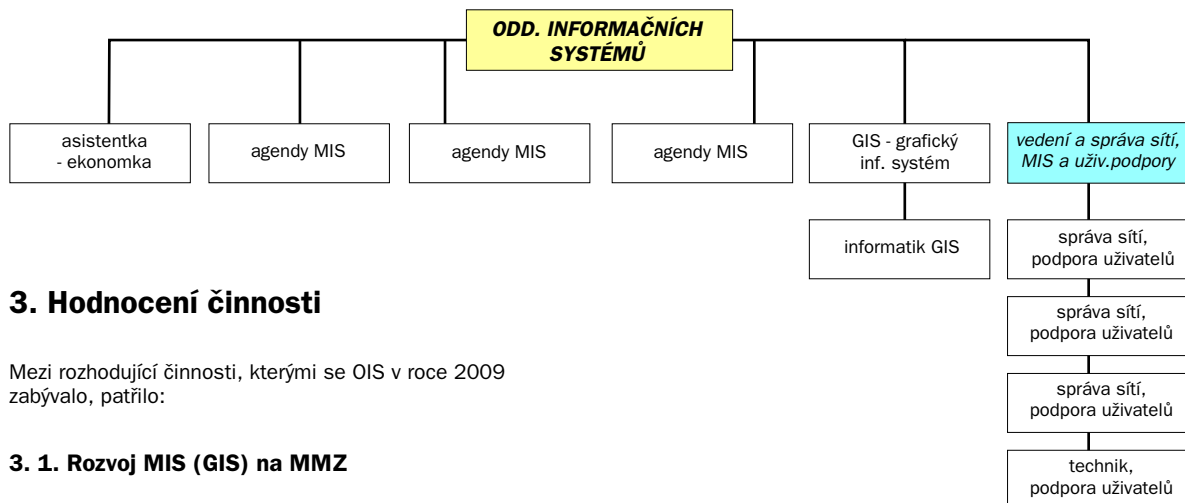 ODD. INFORMAČNÍCH
SYSTÉMŮ
asistentka
- ekonomka
agendy MIS
agendy MIS
agendy MIS
GIS - grafický
inf. systém
vedení a správa sítí,
MIS a uživ.podpory
informatik GIS
správa sítí,
podpora uživatelů
správa sítí,
podpora uživatelů
správa sítí,
podpora uživatelů
technik,
podpora uživatelů
3. Hodnocení činnosti
Mezi rozhodující činnosti, kterými se OIS v roce 2009
zabývalo, patřilo:
3. 1. Rozvoj MIS (GIS) na MMZ